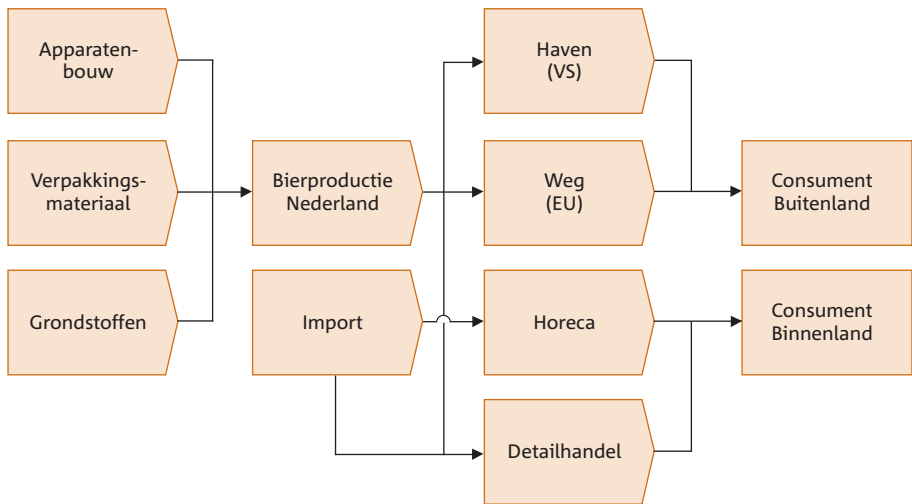 Apparaten-
bouw
Haven
(VS)
Verpakkings-
materiaal
Bierproductie
Nederland
Weg
(EU)
Consument
Buitenland
Grondstoffen
Import
Horeca
Consument
Binnenland
Detailhandel